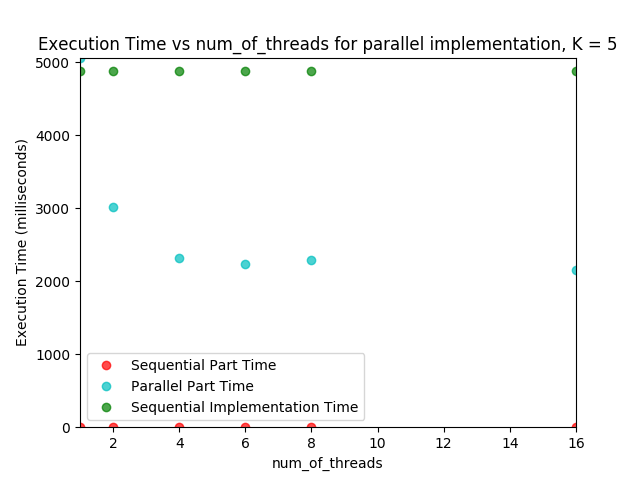 Execution Time vs num_of_threads for parallel implementation, K = 5
5000
4000
3000
2000
1000
0
Execution Time (milliseconds)
Sequential Part Time
Parallel Part Time
Sequential Implementation Time
2 4 6 8 10 12 14 16
num_of_threads